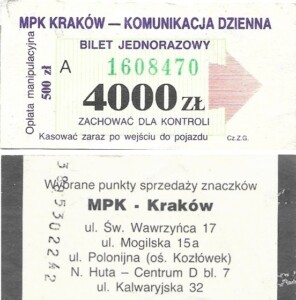 MPK KRAKÓW — KOMUNIKACJA DZIENNA
Opłata manipulacyjna
500 zł
BILET JEDNORAZOWY
A 1608470
4000 ZŁ
ZACHOWAĆ DLA KONTROLI
Kasować zaraz po wejściu do pojazdu
Cz.Z.G.
Wybrane punkty sprzedaży znaczków
MPK - Kraków
ul. Św. Wawrzyńca 17
ul. Mogilska 15a
ul. Polonijna (oś. Kozłówek)
N. Huta – Centrum D bl. 7
ul. Kalwaryjska 32